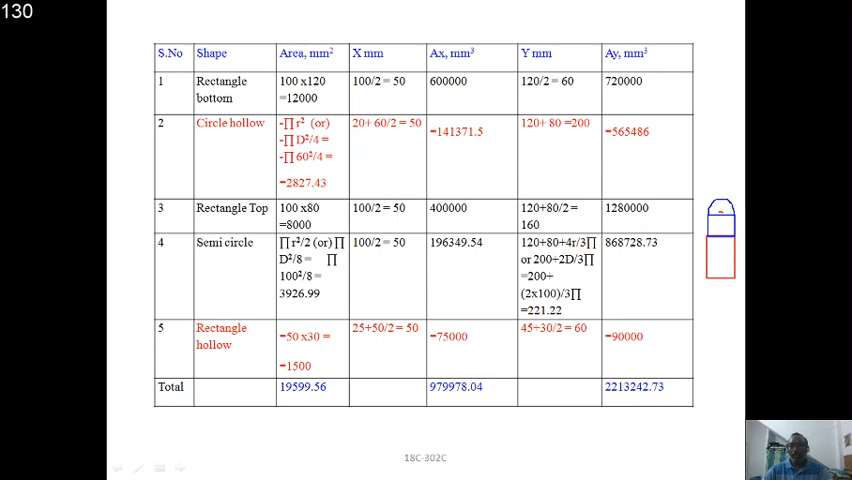 130
S.No Shape Area, mm² X mm Ax, mm³ Y mm Ay, mm³
1 Rectangle 100 x120 100/2 = 50 600000 120/2 = 60 720000
bottom =12000
2 Circle hollow -∏ r² (or) 20+ 60/2 = 50 -141371.5 120+ 80 =200 -565486
-∏ D²/4 =
-∏ 60²/4 =
-2827.43
3 Rectangle Top 100 x80 100/2 = 50 400000 120+80/2 = 1280000
=8000 160
4 Semi circle ∏ r²/2 (or) ∏ 100/2 = 50 196349.54 120+80+4r/3∏ 868728.73
D²/8 = ∏ or 200+2D/3∏
100²/8 = =200+
3926.99 (2x100)/3∏
=221.22
5 Rectangle -50 x30 = 25+50/2 = 50 -75000 45+30/2 = 60 -90000
hollow -1500
Total 19599.56 979978.04 2213242.73
18C-302C